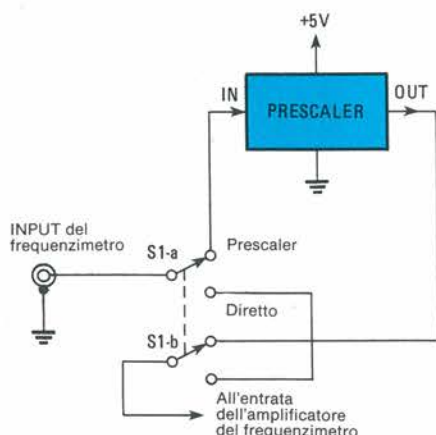 +5V
IN
OUT
PRESCALER
INPUT del
frequenzimetro
S1-a
Prescaler
Diretto
S1-b
All'entrata
dell'amplificatore
del frequenzimetro